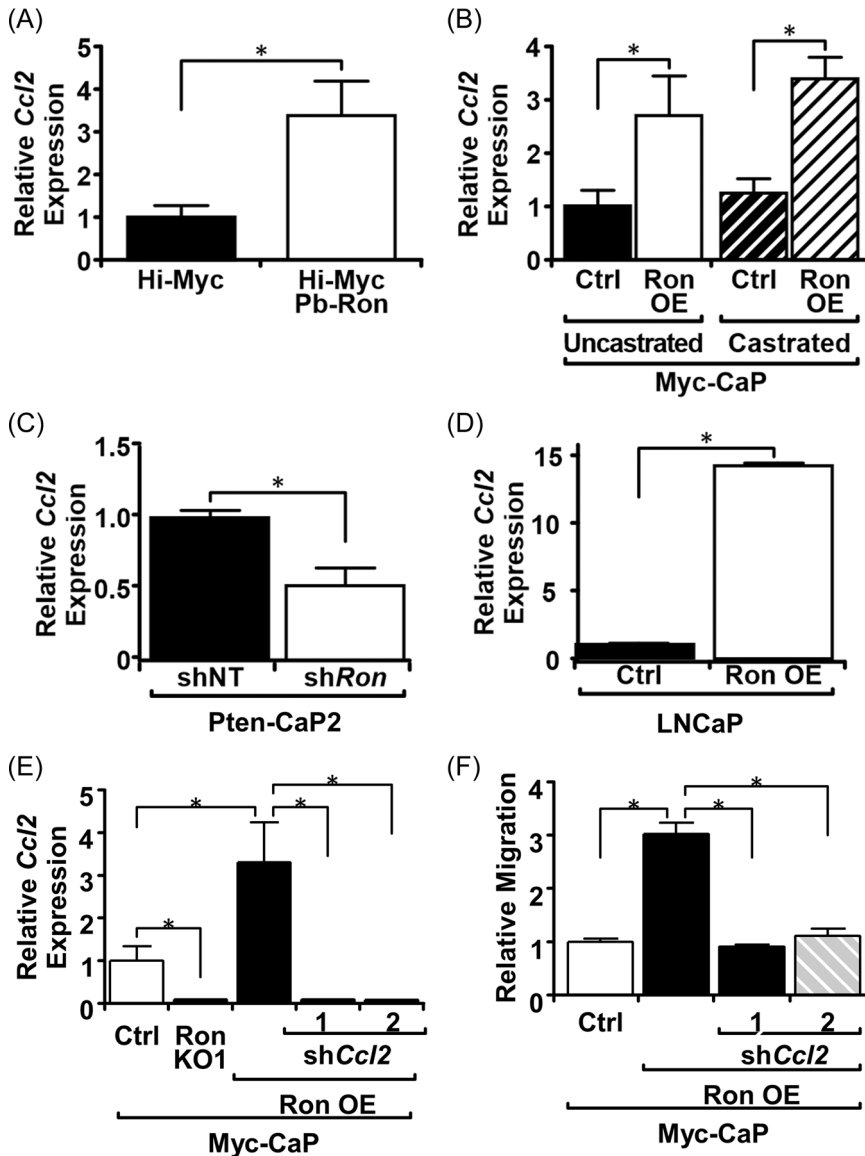 (A)
Relative Ccl2
Expression
5
4
3
2
1
0
*
Hi-Myc
Hi-Myc
Pb-Ron
(B)
Relative Ccl2
Expression
4
3
2
1
0
*
*
Ctrl
Ron
OE
Ctrl
Ron
OE
Uncastrated
Castrated
Myc-CaP
(C)
Relative Ccl2
Expression
1.5
1.0
0.5
0
*
shNT
shRon
Pten-CaP2
(D)
Relative Ccl2
Expression
15
10
5
0
*
Ctrl
Ron OE
LNCaP
(E)
Relative Ccl2
Expression
5
4
3
2
1
0
*
*
*
*
Ctrl
Ron
KO1
1
2
shCcl2
Ron OE
Myc-CaP
(F)
Relative Migration
4
3
2
1
0
*
*
*
Ctrl
1
2
shCcl2
Ron OE
Myc-CaP